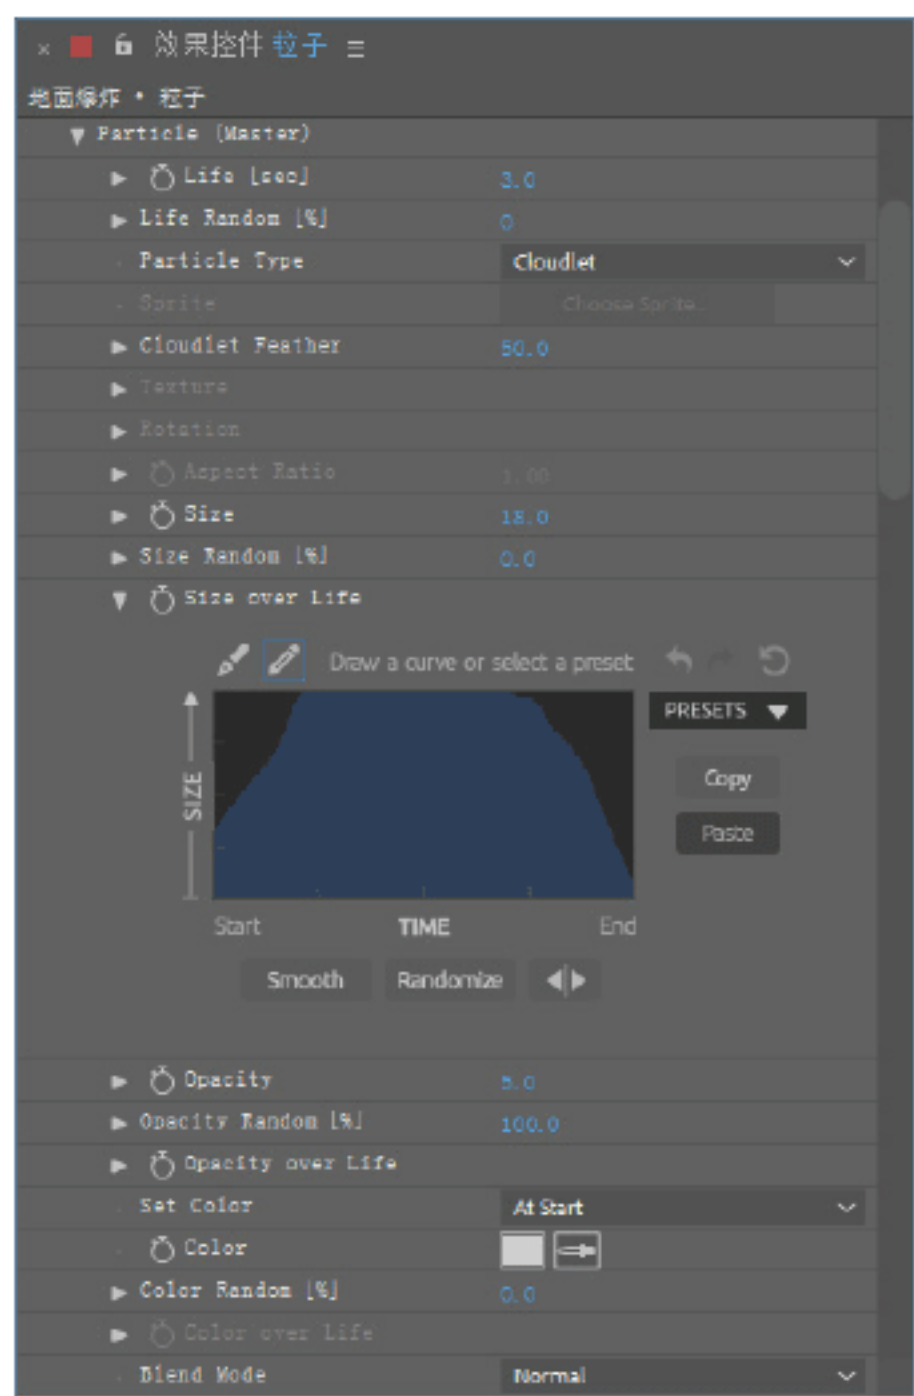 效果控件 粒子
地面爆炸 • 粒子
Particle (Master)
Life [sec] 3.0
Life Random [%] 0
Particle Type Cloudlet
Sprite Choose Sprite...
Cloudlet Feather 50.0
Texture
Rotation
Aspect Ratio 1.00
Size 18.0
Size Random [%] 0.0
Size over Life
Draw a curve or select a preset
PRESETS
Copy
SIZE
Paste
Start TIME End
Smooth Randomize
Opacity 5.0
Opacity Random [%] 100.0
Opacity over Life
Set Color At Start
Color
Color Random [%] 0.0
Color over Life
Blend Mode Normal